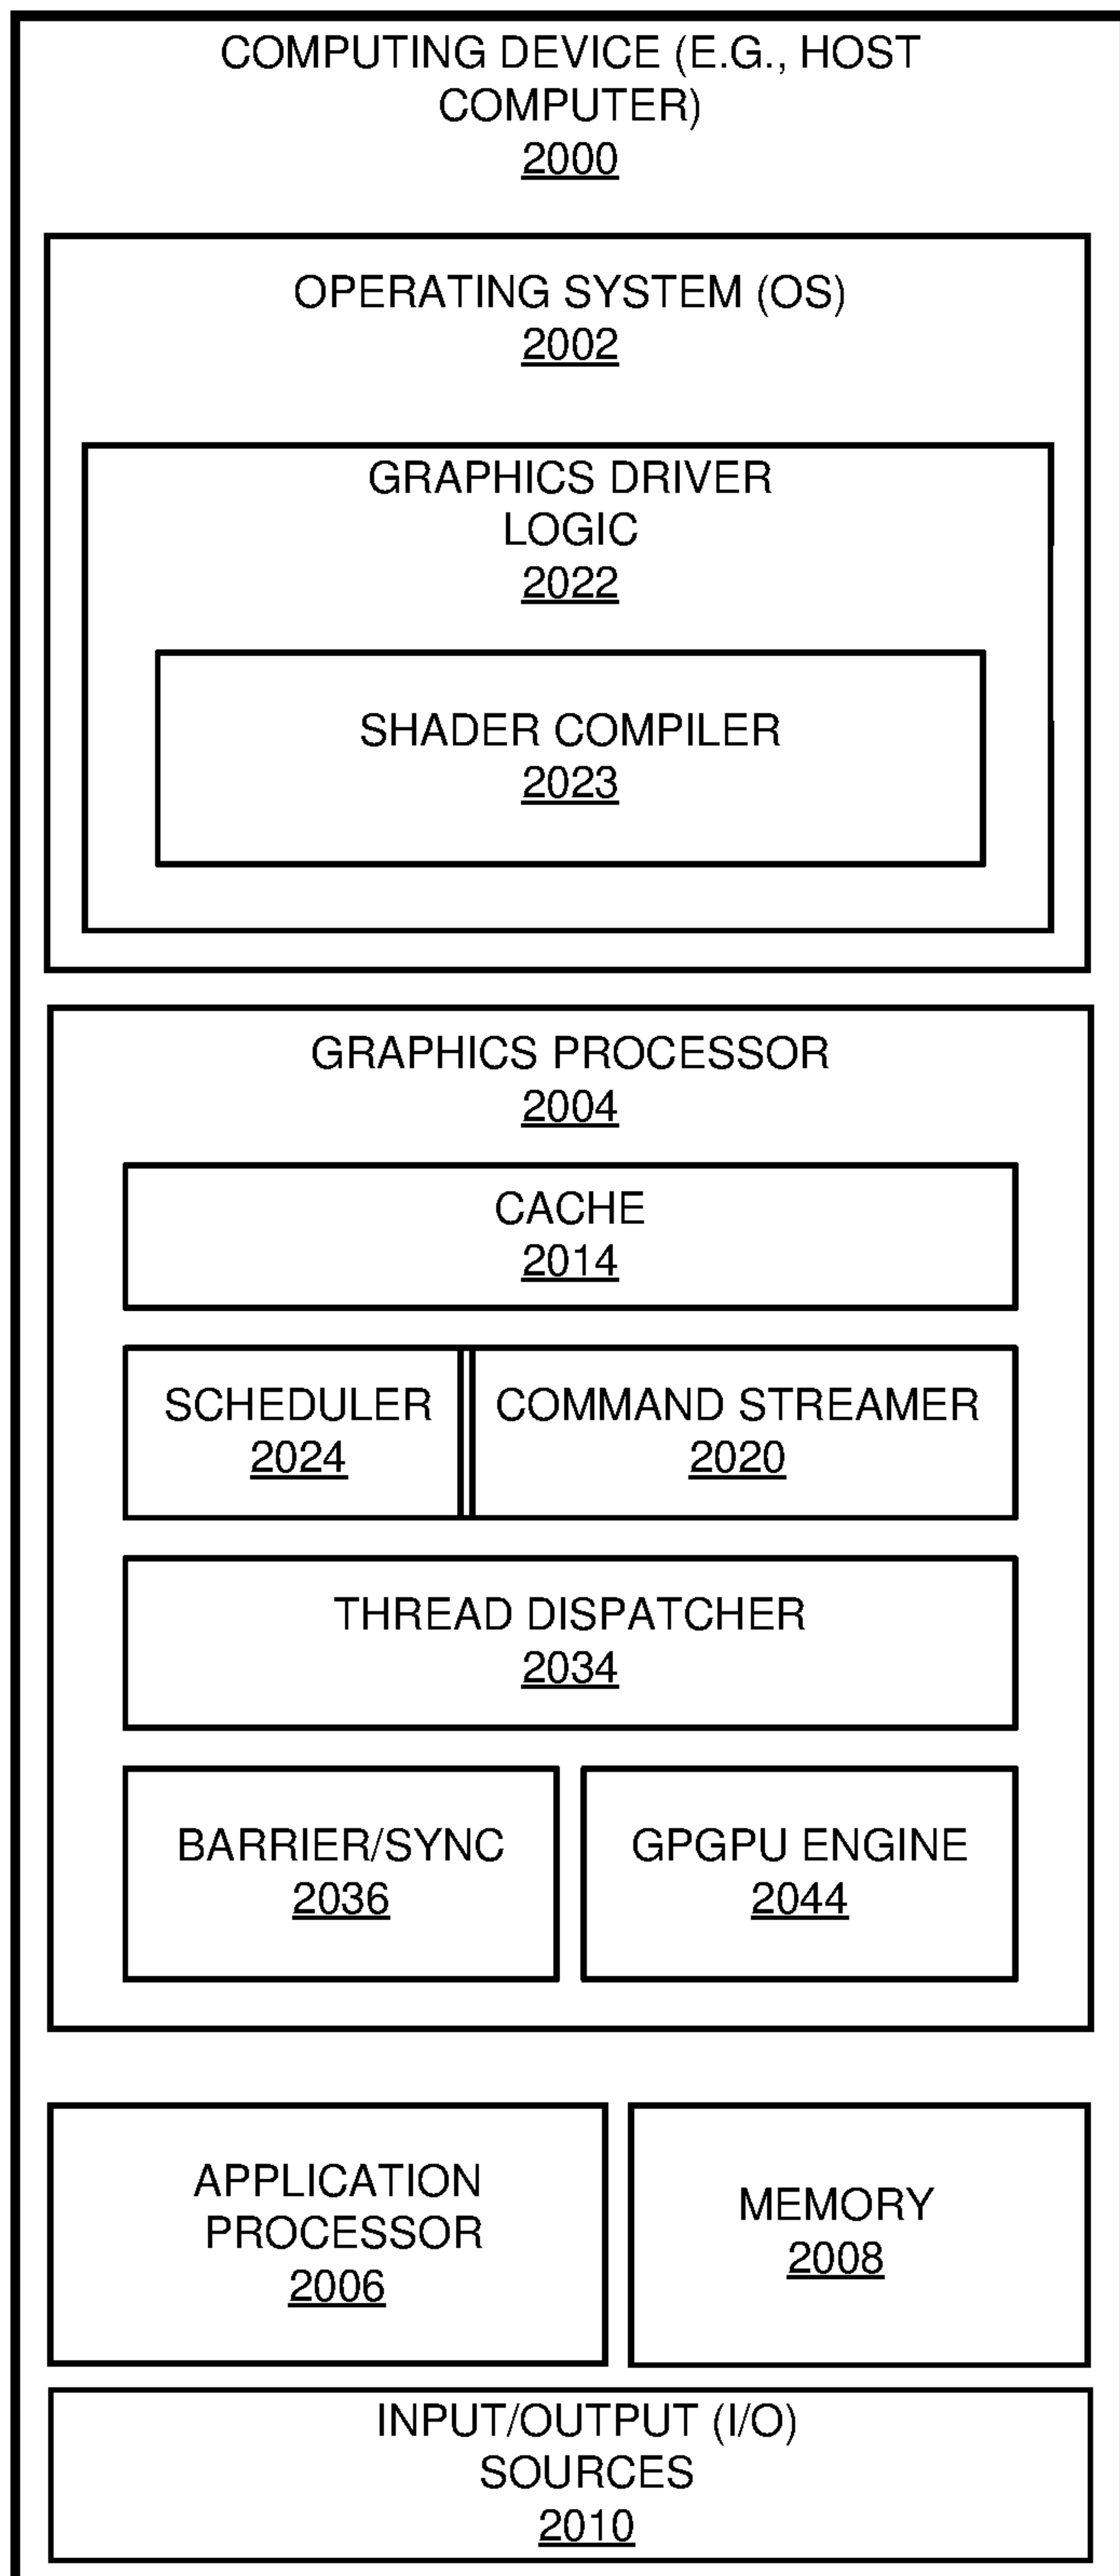 COMPUTING DEVICE (E.G., HOST
COMPUTER)
2000
OPERATING SYSTEM (OS)
2002
GRAPHICS DRIVER
LOGIC
2022
SHADER COMPILER
2023
GRAPHICS PROCESSOR
2004
CACHE
2014
SCHEDULER
2024
COMMAND STREAMER
2020
THREAD DISPATCHER
2034
BARRIER/SYNC
2036
GPGPU ENGINE
2044
APPLICATION
PROCESSOR
2006
MEMORY
2008
INPUT/OUTPUT (I/O)
SOURCES
2010